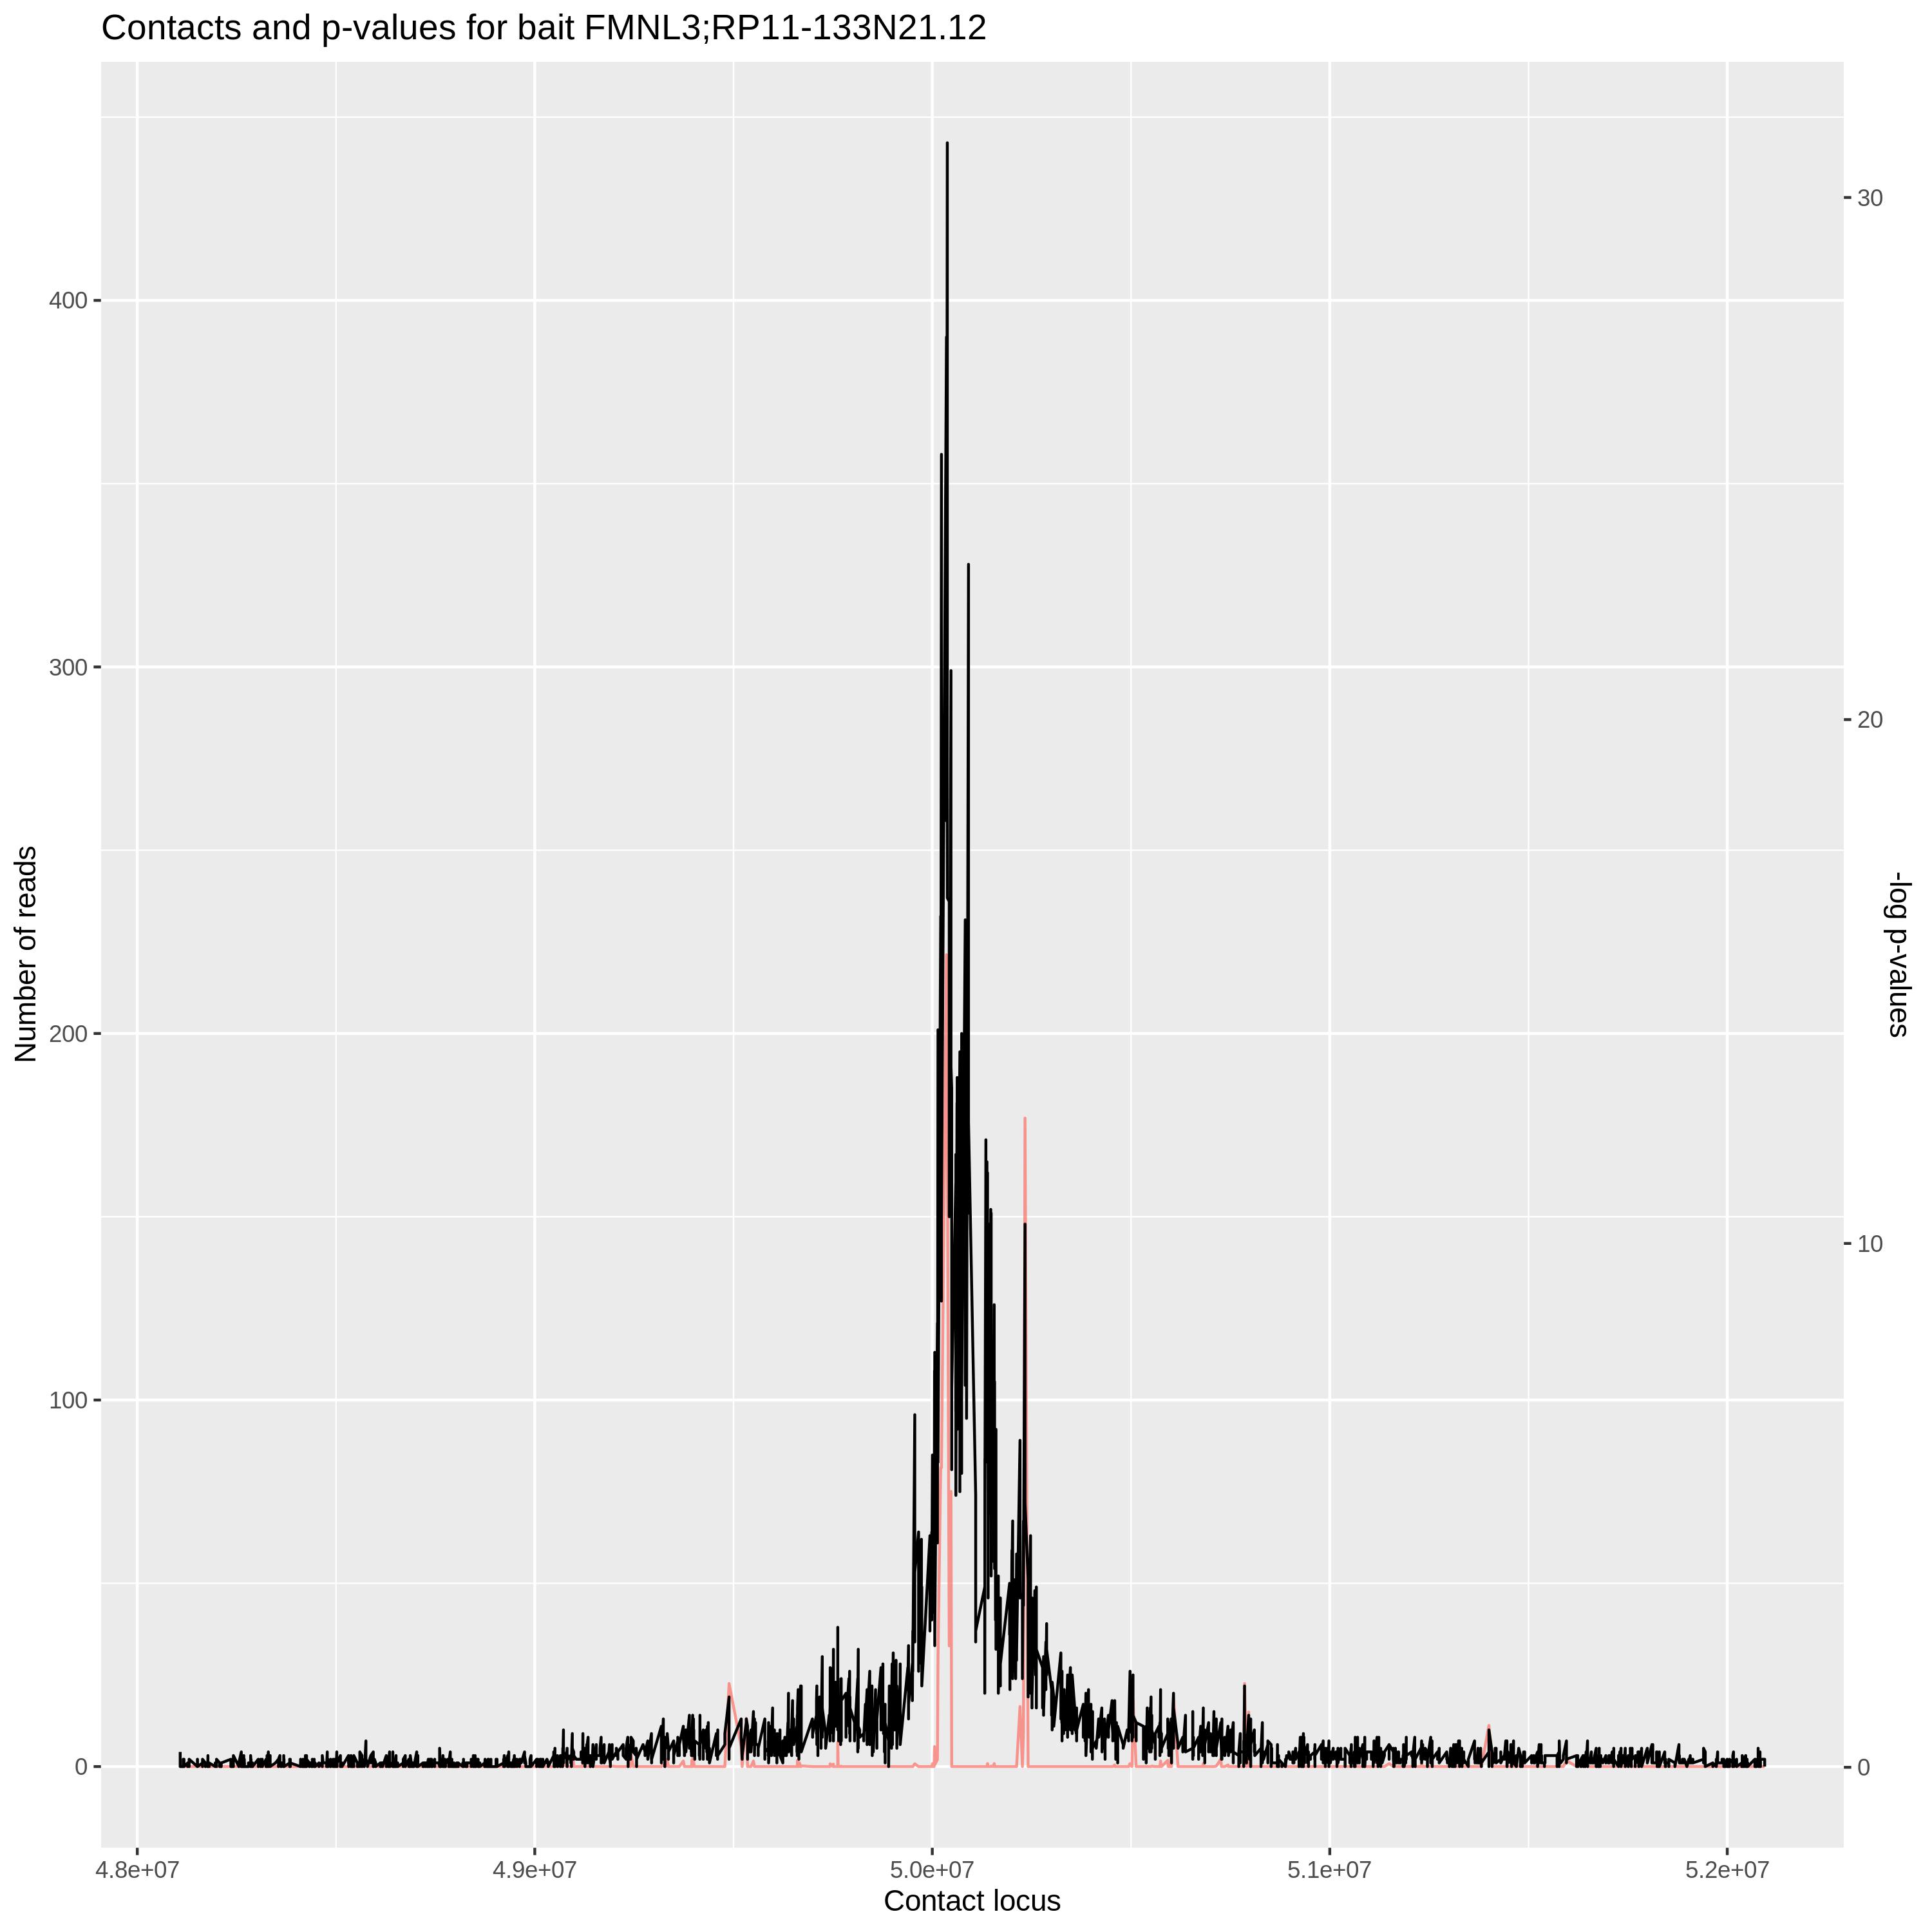 Contacts and p-values for bait FMNL3;RP11-133N21.12
400
300
200
100
0
30
20
10
0
Number of reads
-log p-values
4.8e+07
4.9e+07
5.0e+07
5.1e+07
5.2e+07
Contact locus